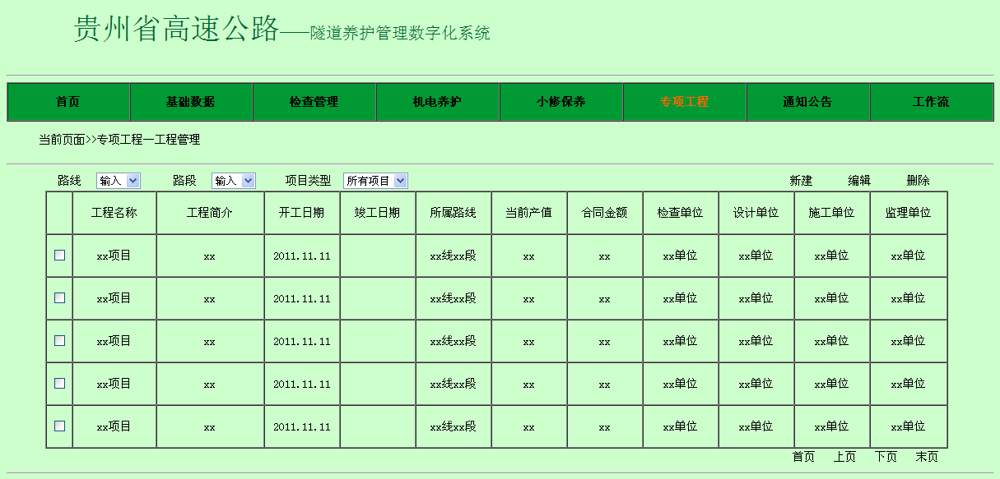 贵州省高速公路——隧道养护管理数字化系统
首页 基础数据 检查管理 机电养护 小修保养 专项工程 通知公告 工作流
当前页面>>专项工程—工程管理
路线 输入 路段 输入 项目类型 所有项目 新建 编辑 删除
工程名称 工程简介 开工日期 竣工日期 所属路线 当前产值 合同金额 检查单位 设计单位 施工单位 监理单位
xx项目 xx 2011.11.11 xx线xx段 xx xx xx单位 xx单位 xx单位 xx单位
xx项目 xx 2011.11.11 xx线xx段 xx xx xx单位 xx单位 xx单位 xx单位
xx项目 xx 2011.11.11 xx线xx段 xx xx xx单位 xx单位 xx单位 xx单位
xx项目 xx 2011.11.11 xx线xx段 xx xx xx单位 xx单位 xx单位 xx单位
xx项目 xx 2011.11.11 xx线xx段 xx xx xx单位 xx单位 xx单位 xx单位
首页 上页 下页 末页